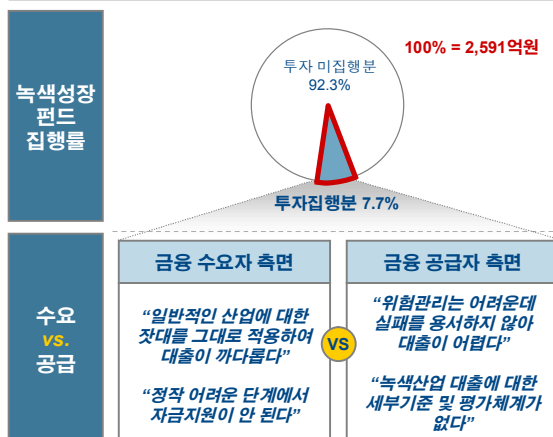 녹색성장
펀드
집행률
100% = 2,591억원
투자 미집행분
92.3%
투자집행분 7.7%
수요
vs.
공급
금융 수요자 측면
“일반적인 산업에 대한
잣대를 그대로 적용하여
대출이 까다롭다”
“정작 어려운 단계에서
자금지원이 안 된다”
VS
금융 공급자 측면
“위험관리는 어려운데
실패를 용서하지 않아
대출이 어렵다”
“녹색산업 대출에 대한
세부기준 및 평가체계가
없다”